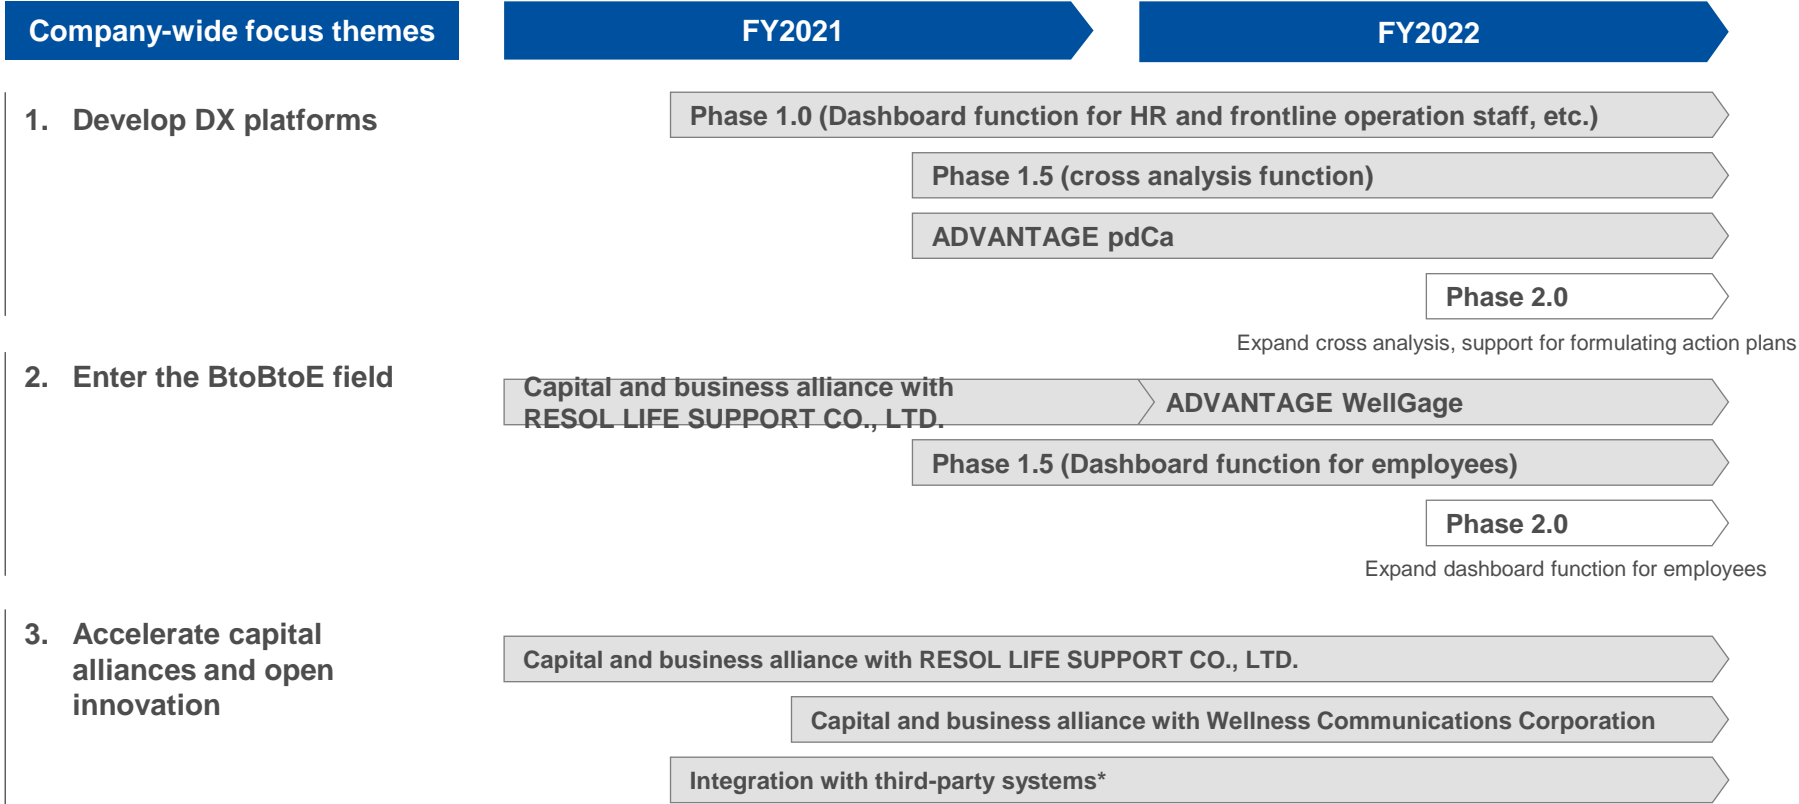 Company-wide focus themes
FY2021
FY2022
1. Develop DX platforms
Phase 1.0 (Dashboard function for HR and frontline operation staff, etc.)
Phase 1.5 (cross analysis function)
ADVANTAGE pdCa
Phase 2.0
Expand cross analysis, support for formulating action plans
2. Enter the BtoBtoE field
Capital and business alliance with
RESOL LIFE SUPPORT CO., LTD.
ADVANTAGE WellGage
Phase 1.5 (Dashboard function for employees)
Phase 2.0
Expand dashboard function for employees
3. Accelerate capital
alliances and open
innovation
Capital and business alliance with RESOL LIFE SUPPORT CO., LTD.
Capital and business alliance with Wellness Communications Corporation
Integration with third-party systems*